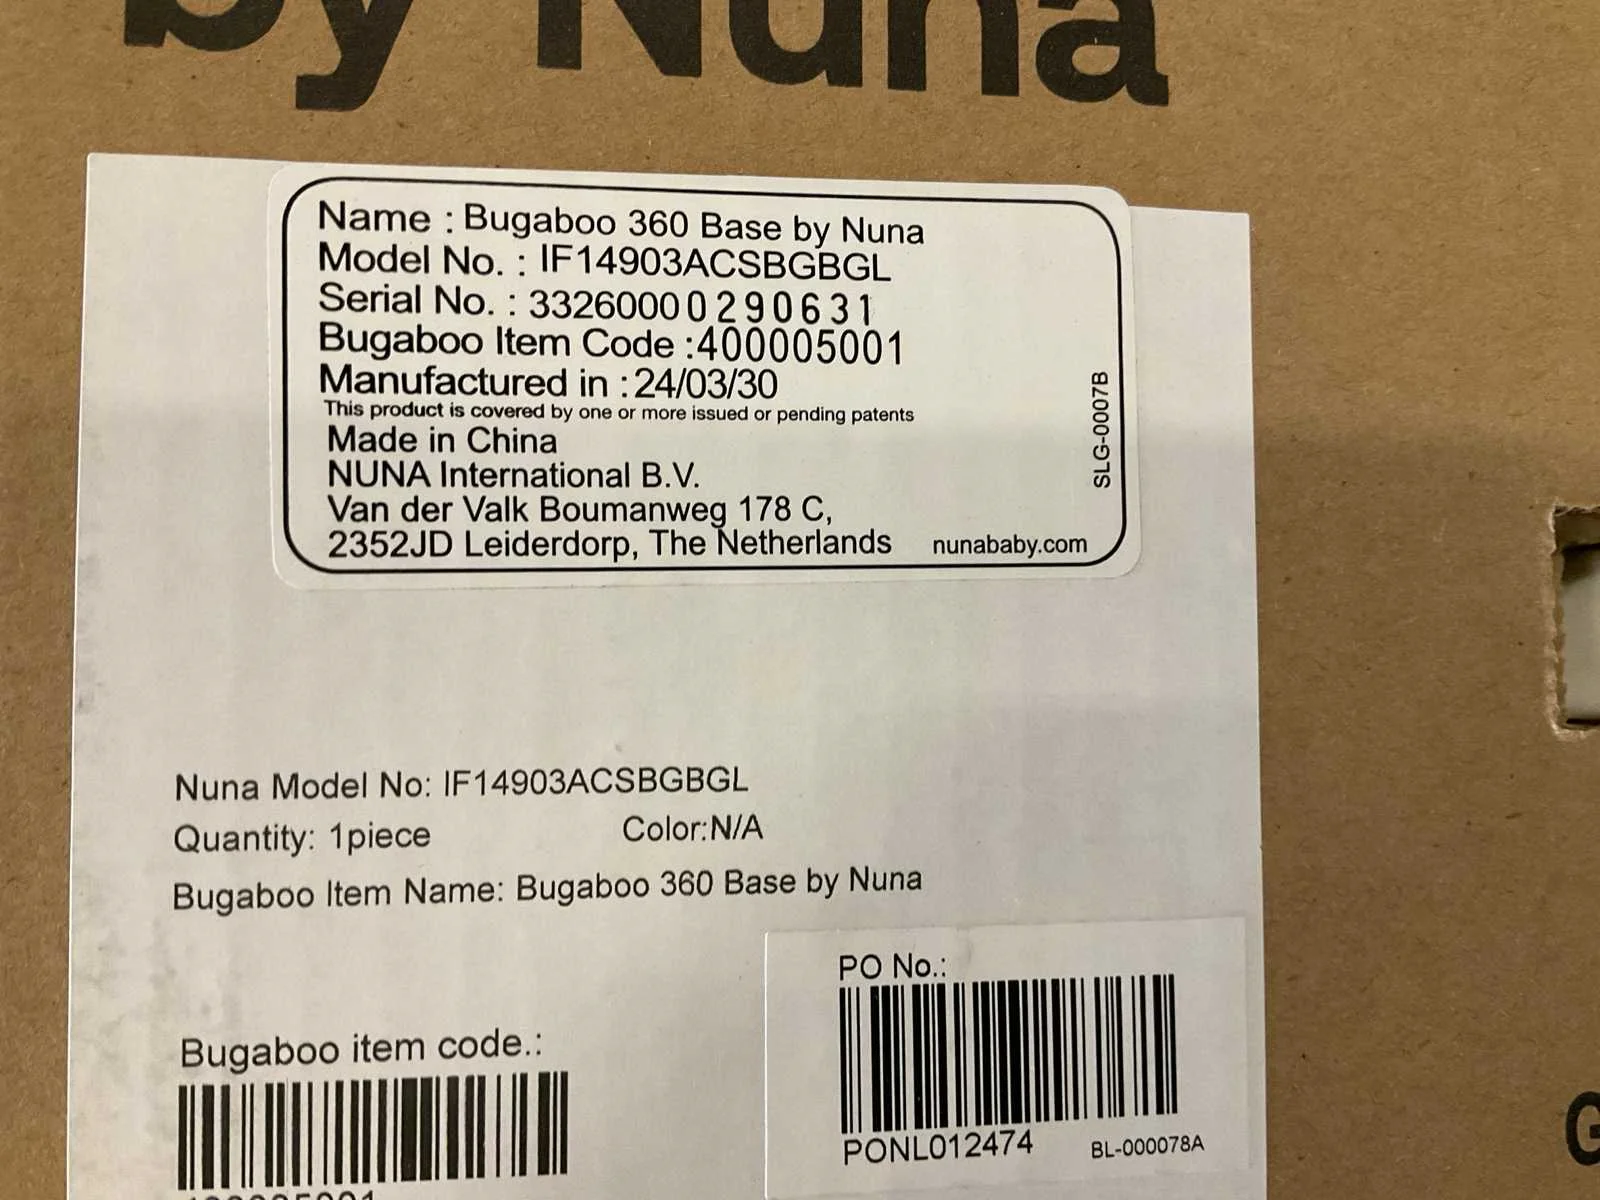 by Nuna
Name : Bugaboo 360 Base by Nuna
Model No. : IF14903ACSBGBGL
Serial No. : 33260000290631
Bugaboo Item Code :400005001
Manufactured in :24/03/30
This product is covered by one or more issued or pending patents
Made in China
NUNA International B.V.
Van der Valk Boumanweg 178 C,
2352JD Leiderdorp, The Netherlands
nunababy.com
SLG-0007B
Nuna Model No: IF14903ACSBGBGL
Quantity: 1piece
Color:N/A
Bugaboo Item Name: Bugaboo 360 Base by Nuna
PO No.:
PONL012474
BL-000078A
Bugaboo item code.:
400005001
G